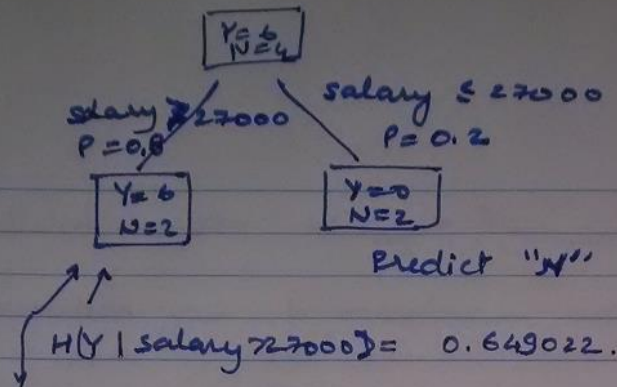 Y=6
N=4
salary > 27000
P=0.8
salary ≤ 27000
P=0.2
Y=6
N=2
Y=0
N=2
Predict "N"
H(Y | salary >27000) = 0.649022.